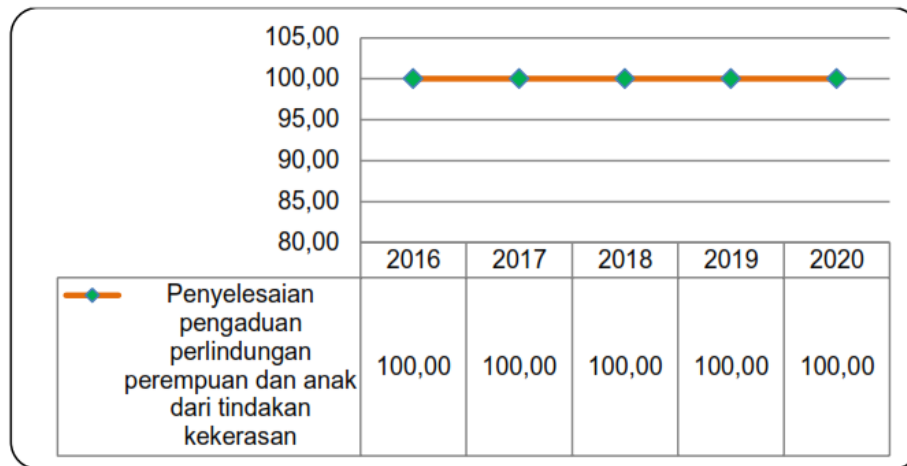 105,00
100,00
95,00
90,00
85,00
80,00
2016 2017 2018 2019 2020
Penyelesaian
pengaduan
perlindungan
perempuan dan anak
dari tindakan
kekerasan
100,00 100,00 100,00 100,00 100,00